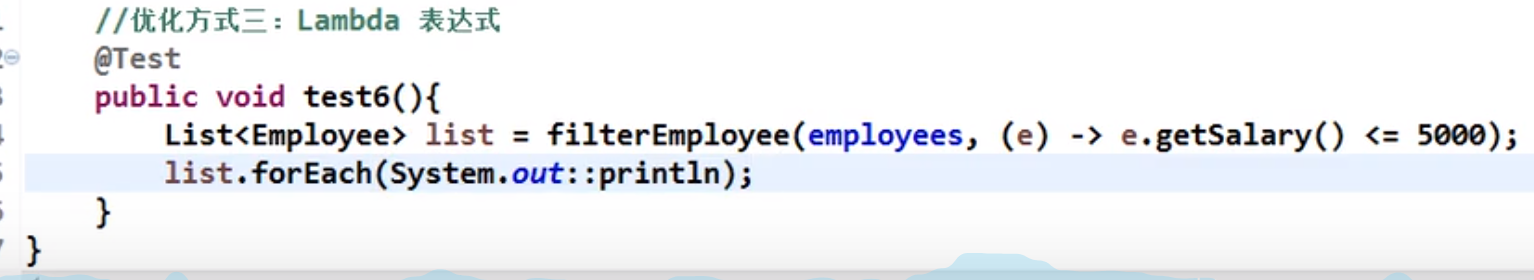 //优化方式三：Lambda 表达式
@Test
public void test6(){
List<Employee> list = filterEmployee(employees, (e) -> e.getSalary() <= 5000);
list.forEach(System.out::println);
}
}